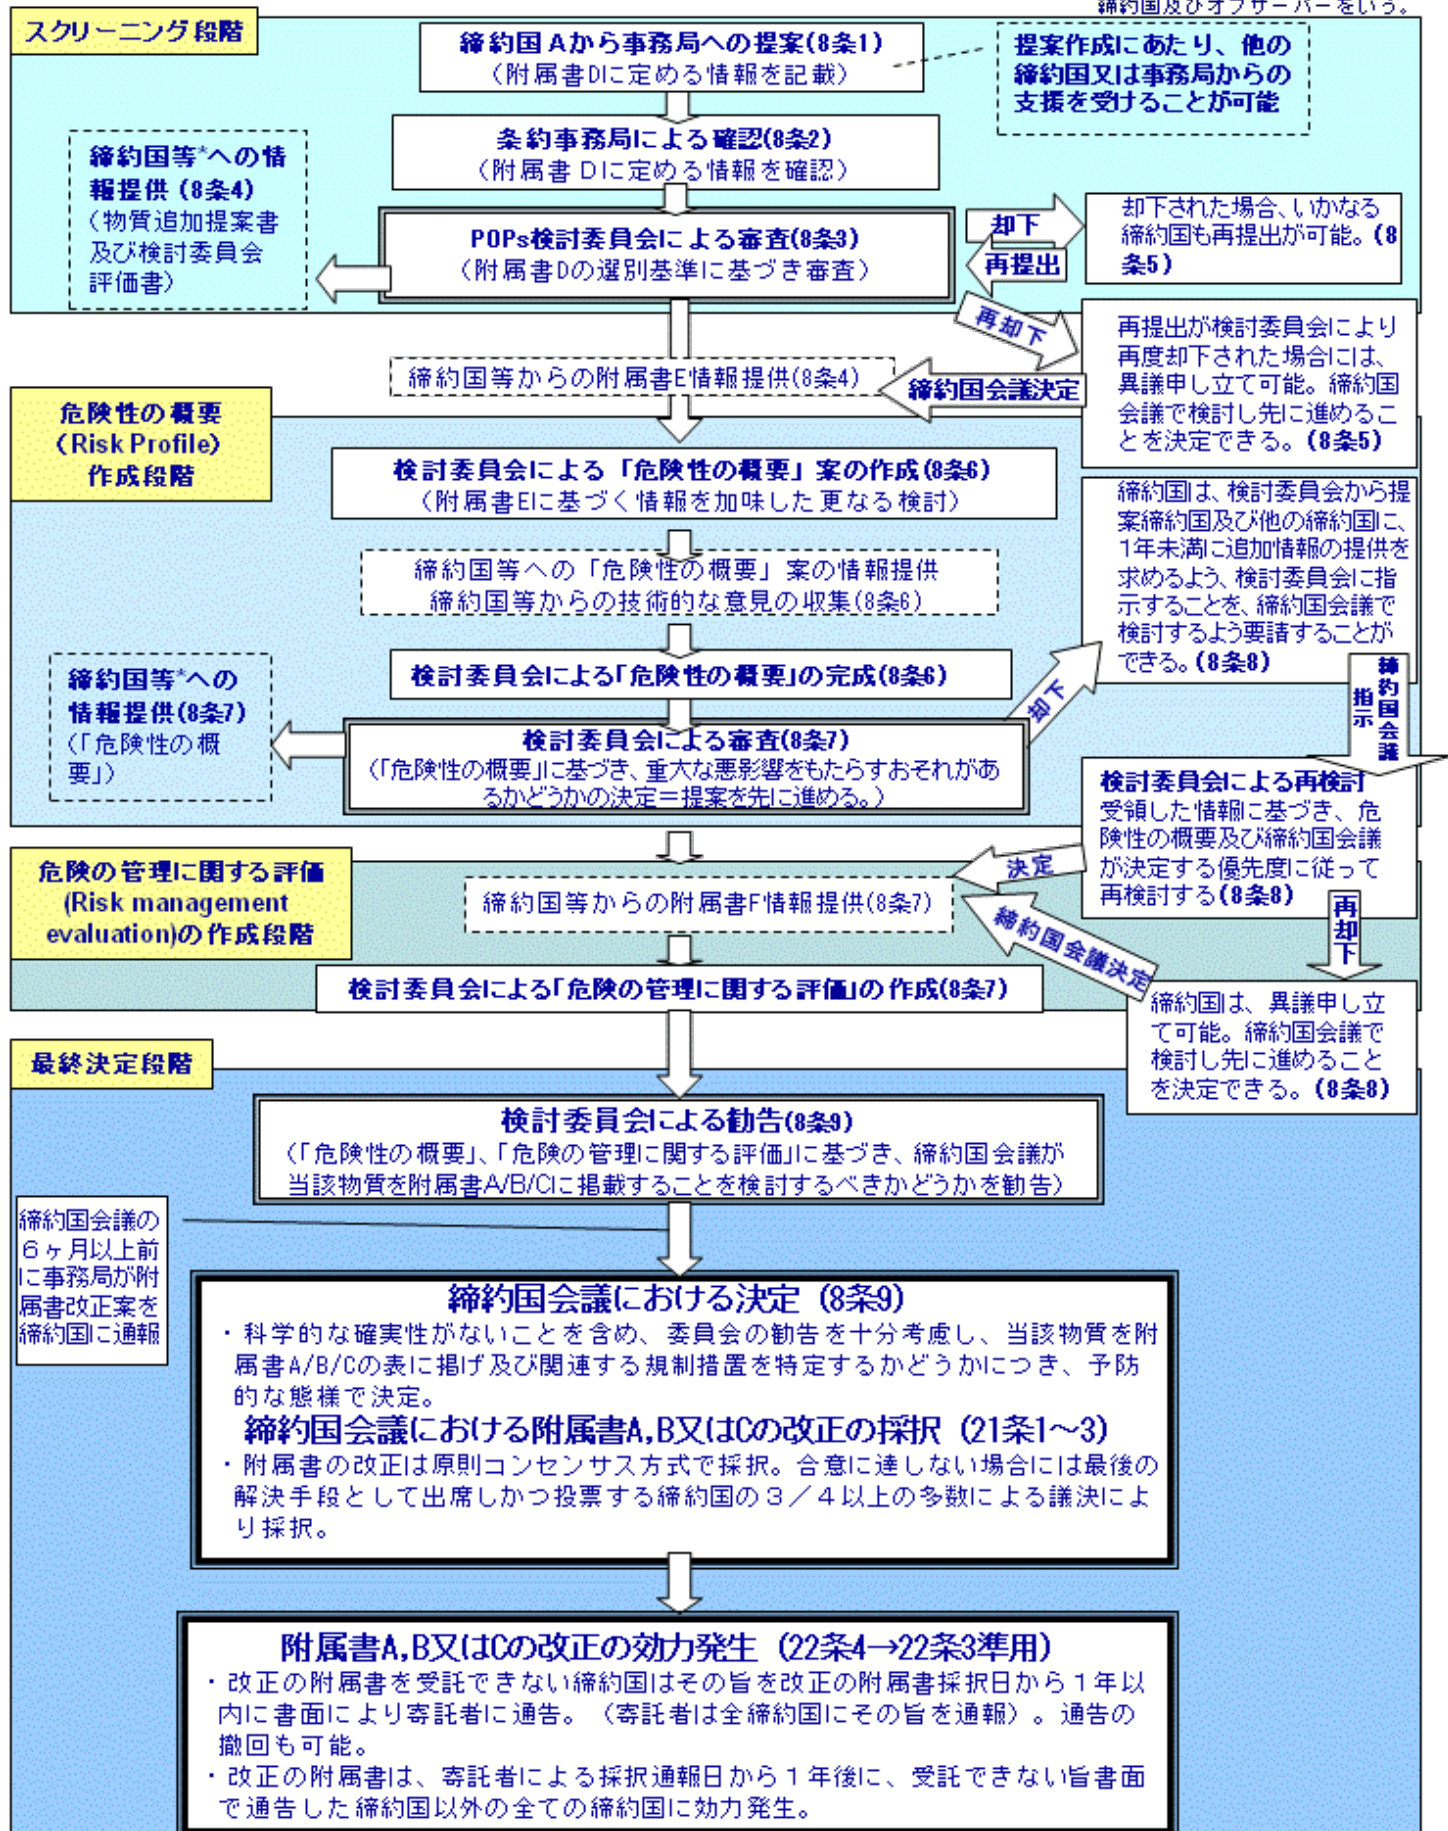 締約国及びオブザーバーをいう。
スクリーニング段階
締約国Aから事務局への提案(8条1)
(附属書Dに定める情報を記載)
提案作成にあたり、他の
締約国又は事務局からの
支援を受けることが可能
条約事務局による確認(8条2)
(附属書Dに定める情報を確認)
締約国等*への情
報提供(8条4)
(物質追加提案書
及び検討委員会
評価書)
POPs検討委員会による審査(8条3)
(附属書Dの選別基準に基づき審査)
却下
再提出
却下された場合、いかなる
締約国も再提出が可能。(8
条5)
再却下
再提出が検討委員会により
再度却下された場合には、
異議申し立て可能。締約国
会議で検討し先に進めるこ
とを決定できる。(8条5)
締約国等からの附属書E情報提供(8条4)
締約国会議決定
危険性の概要
(Risk Profile)
作成段階
検討委員会による「危険性の概要」案の作成(8条6)
(附属書Eに基づく情報を加味した更なる検討)
締約国等への「危険性の概要」案の情報提供
締約国等からの技術的な意見の収集(8条6)
締約国は、検討委員会から提
案締約国及び他の締約国に、
1年未満に追加情報の提供を
求めるよう、検討委員会に指
示することを、締約国会議で
検討するよう要請することが
できる。(8条8)
検討委員会による「危険性の概要」の完成(8条6)
締約国等*への
情報提供(8条7)
(「危険性の概
要」)
却下
締約国会議
指示
検討委員会による審査(8条7)
(「危険性の概要」に基づき、重大な悪影響をもたらすおそれがあ
るかどうかの決定=提案を先に進める。)
検討委員会による再検討
受領した情報に基づき、危
険性の概要及び締約国会議
が決定する優先度に従って
再検討する(8条8)
危険の管理に関する評価
(Risk management
evaluation)の作成段階
決定
締約国等からの附属書F情報提供(8条7)
締約国会議決定
再却下
検討委員会による「危険の管理に関する評価」の作成(8条7)
締約国は、異議申し立
て可能。締約国会議で
検討し先に進めること
を決定できる。(8条8)
最終決定段階
検討委員会による勧告(8条9)
(「危険性の概要」、「危険の管理に関する評価」に基づき、締約国会議が
当該物質を附属書A/B/Cに掲載することを検討するべきかどうかを勧告)
締約国会議の
6ヶ月以上前
に事務局が附
属書改正案を
締約国に通報
締約国会議における決定(8条9)
・科学的な確実性がないことを含め、委員会の勧告を十分考慮し、当該物質を附
属書A/B/Cの表に掲げ及び関連する規制措置を特定するかどうかにつき、予防
的な態様で決定。
締約国会議における附属書A,B又はCの改正の採択(21条1～3)
・附属書の改正は原則コンセンサス方式で採択。合意に達しない場合には最後の
解決手段として出席しかつ投票する締約国の3/4以上の多数による議決によ
り採択。
附属書A,B又はCの改正の効力発生(22条4→22条3準用)
・改正の附属書を受託できない締約国はその旨を改正の附属書採択日から1年以
内に書面により寄託者に通告。(寄託者は全締約国にその旨を通報)。通告の
撤回も可能。
・改正の附属書は、寄託者による採択通報日から1年後に、受託できない旨書面
で通告した締約国以外の全ての締約国に効力発生。